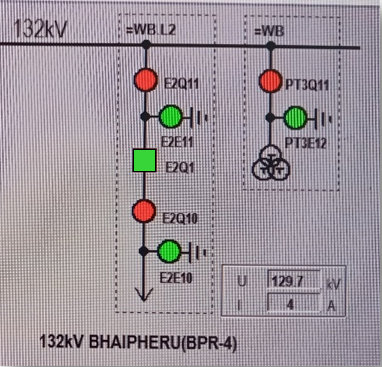 132kV
=WB.L2
=WB
E2Q11
PT3Q11
E2E11
PT3E12
E2Q1
E2Q10
E2E10
U 129.7 kV
I 4 A
132kV BHAIPHERU(BPR-4)